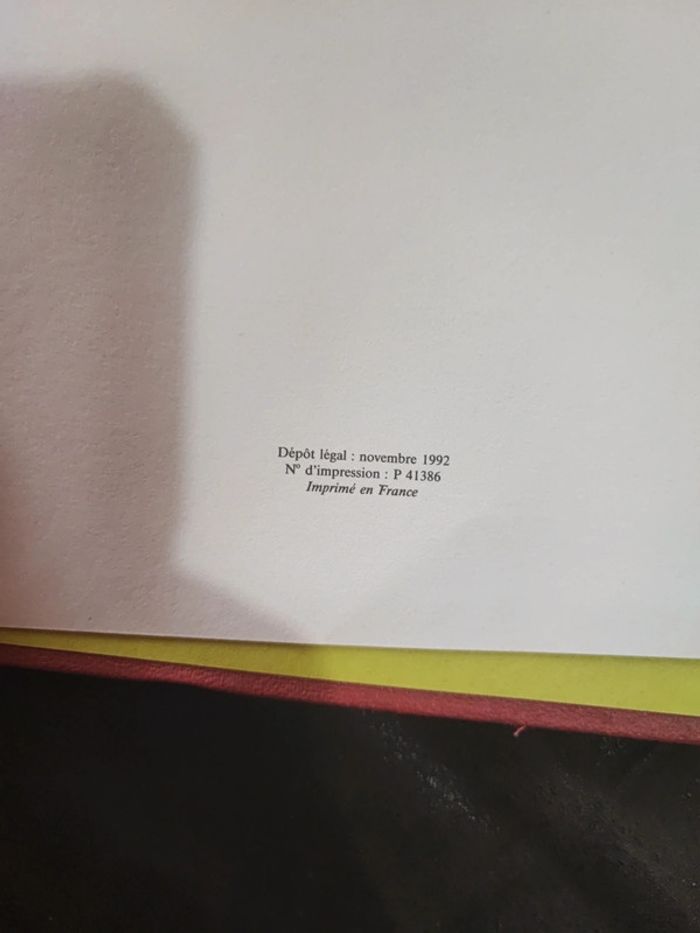 Dépôt légal : novembre 1992
N° d'impression : P 41386
Imprimé en France